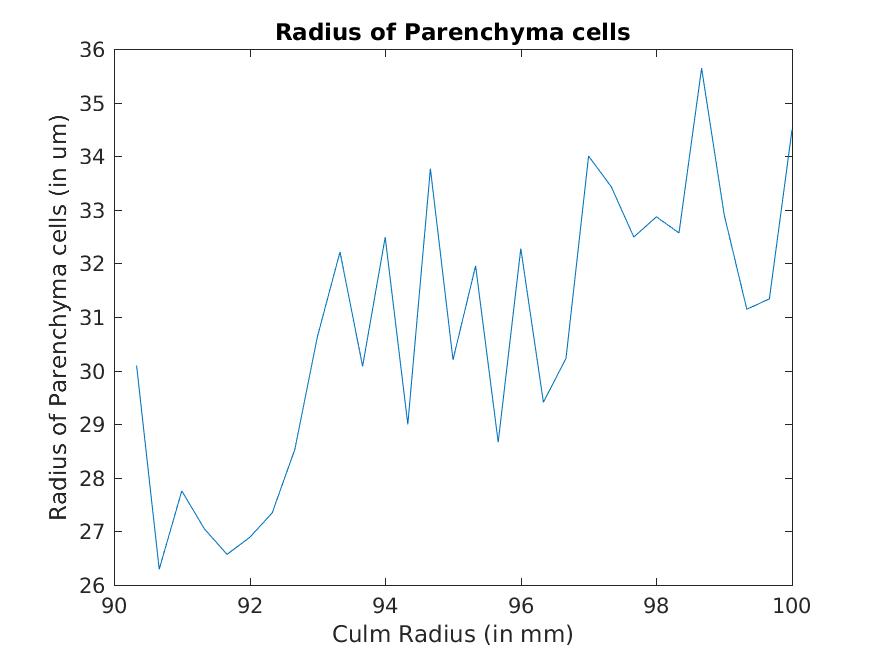 Radius of Parenchyma cells
36
35
34
33
32
31
30
29
28
27
26
Radius of Parenchyma cells (in um)
90 92 94 96 98 100
Culm Radius (in mm)